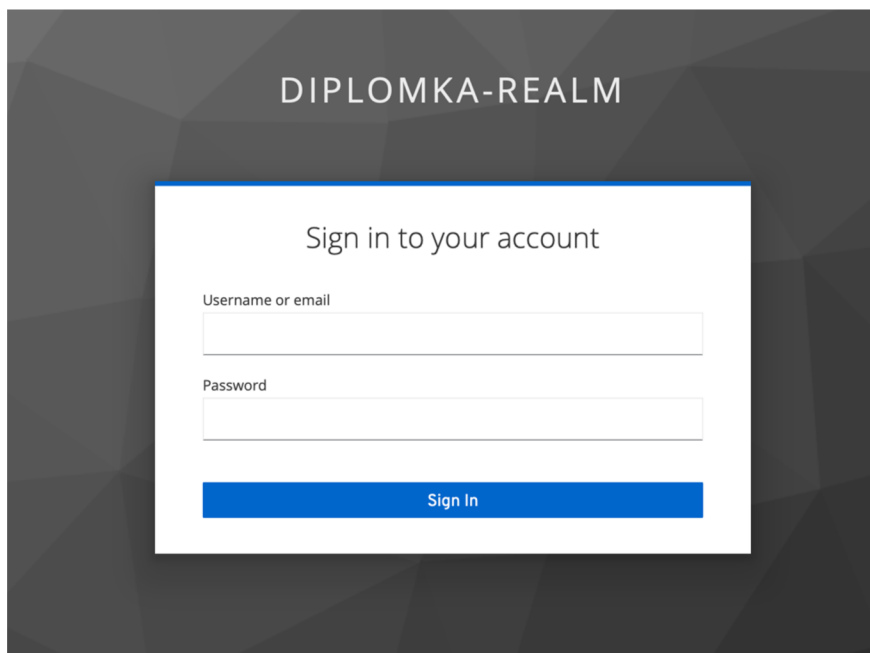 DIPLOMKA-REALM
Sign in to your account
Username or email
Password
Sign In